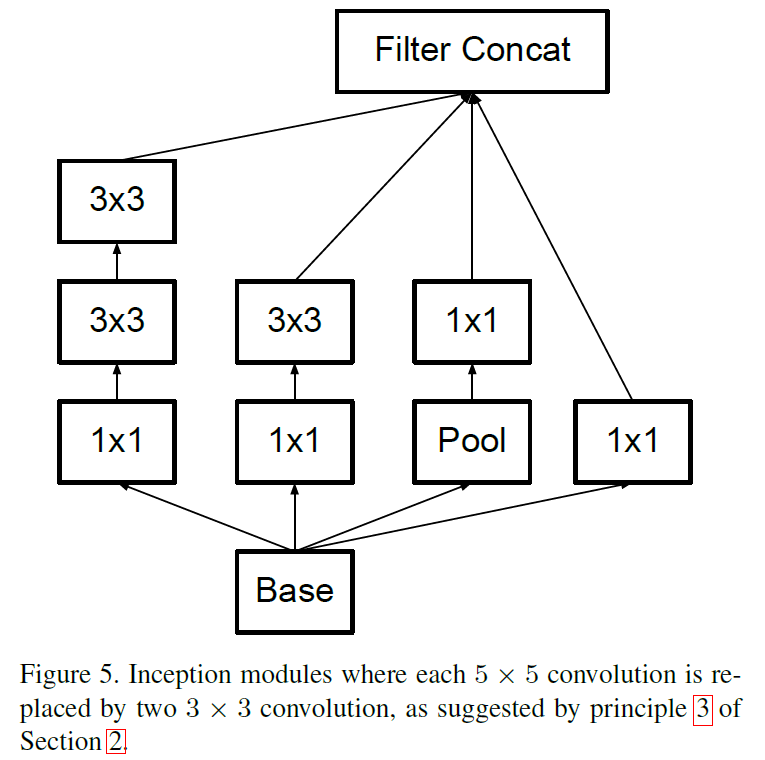 Filter Concat
3x3
3x3
3x3
1x1
1x1
1x1
Pool
1x1
Base
Figure 5. Inception modules where each 5 × 5 convolution is re-
placed by two 3 × 3 convolution, as suggested by principle 3 of
Section 2.